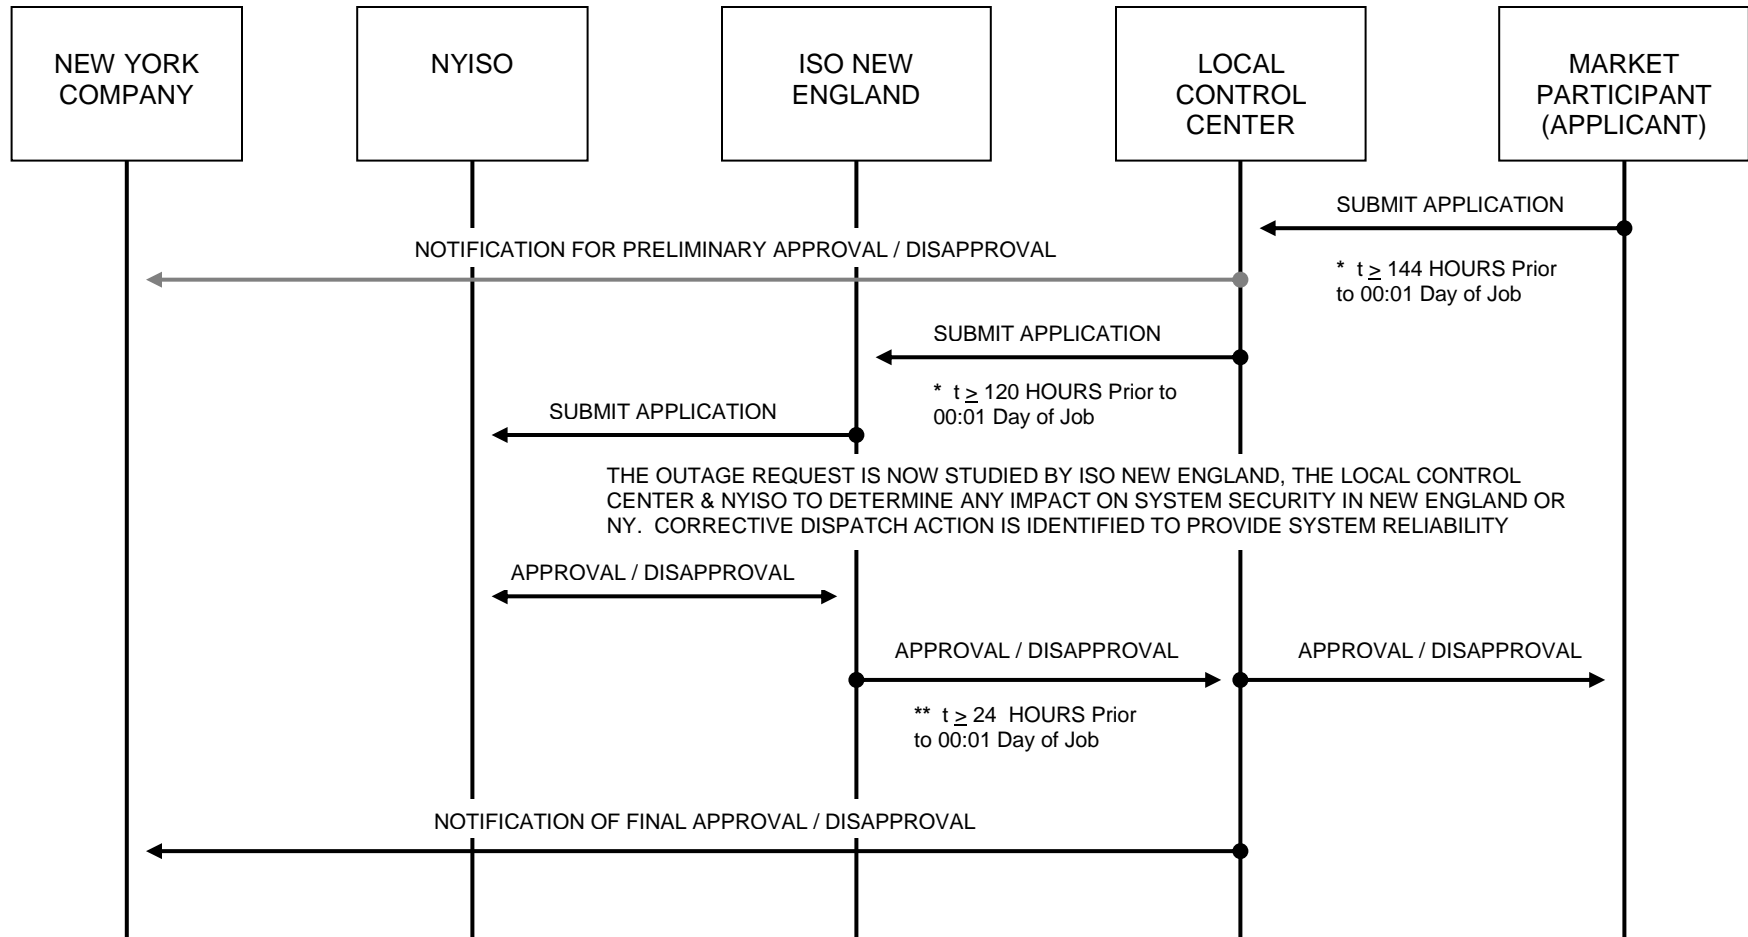 NEW YORK
COMPANY
NYISO
ISO NEW
ENGLAND
LOCAL
CONTROL
CENTER
MARKET
PARTICIPANT
(APPLICANT)
SUBMIT APPLICATION
NOTIFICATION FOR PRELIMINARY APPROVAL / DISAPPROVAL
* t ≥ 144 HOURS Prior
to 00:01 Day of Job
SUBMIT APPLICATION
* t ≥ 120 HOURS Prior to
00:01 Day of Job
SUBMIT APPLICATION
THE OUTAGE REQUEST IS NOW STUDIED BY ISO NEW ENGLAND, THE LOCAL CONTROL
CENTER & NYISO TO DETERMINE ANY IMPACT ON SYSTEM SECURITY IN NEW ENGLAND OR
NY. CORRECTIVE DISPATCH ACTION IS IDENTIFIED TO PROVIDE SYSTEM RELIABILITY
APPROVAL / DISAPPROVAL
APPROVAL / DISAPPROVAL
APPROVAL / DISAPPROVAL
** t ≥ 24 HOURS Prior
to 00:01 Day of Job
NOTIFICATION OF FINAL APPROVAL / DISAPPROVAL